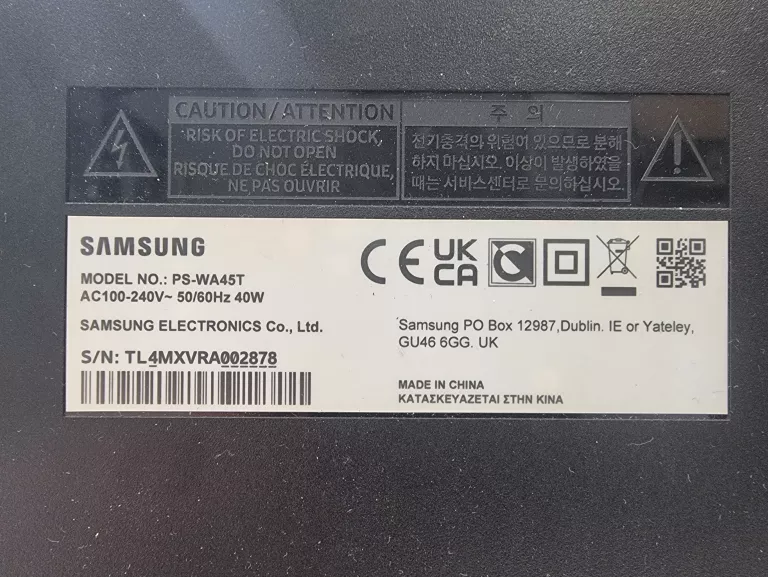 CAUTION/ATTENTION
RISK OF ELECTRIC SHOCK,
DO NOT OPEN
RISQUE DE CHOC ÉLECTRIQUE,
NE PAS OUVRIR
주 의
전기충격의 위험이 있으므로 분해
하지 마십시오. 이상이 발생하였을
때는 서비스센터로 문의하십시오.
SAMSUNG
MODEL NO.: PS-WA45T
AC100-240V~ 50/60Hz 40W
SAMSUNG ELECTRONICS Co., Ltd.
S/N: TL4MXVRA002878
CE UK
CA
Samsung PO Box 12987,Dublin. IE or Yateley,
GU46 6GG. UK
MADE IN CHINA
ΚΑΤΑΣΚΕΥΑΖΕΤΑΙ ΣΤΗΝ ΚΙΝΑ